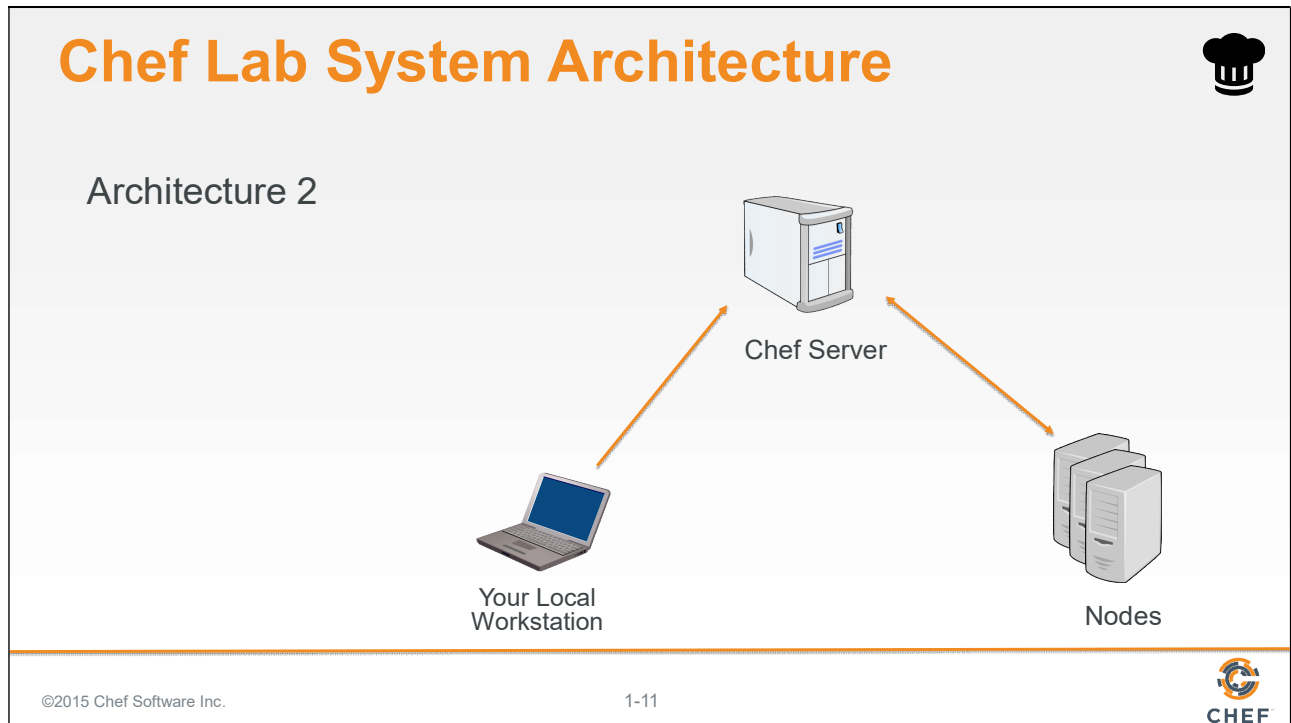 Chef Lab System Architecture
Architecture 2
Chef Server
Your Local
Workstation
Nodes
©2015 Chef Software Inc.
1-11
CHEF